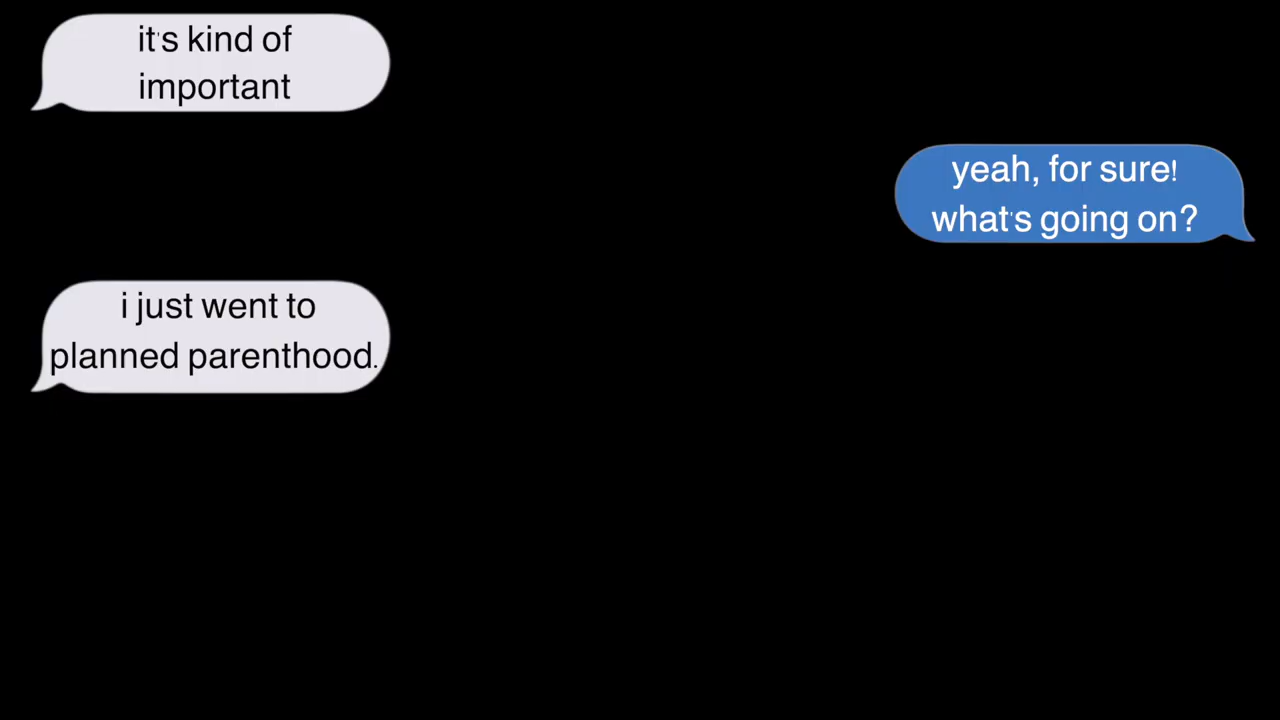 it's kind of
important
yeah, for sure!
what's going on?
i just went to
planned parenthood.